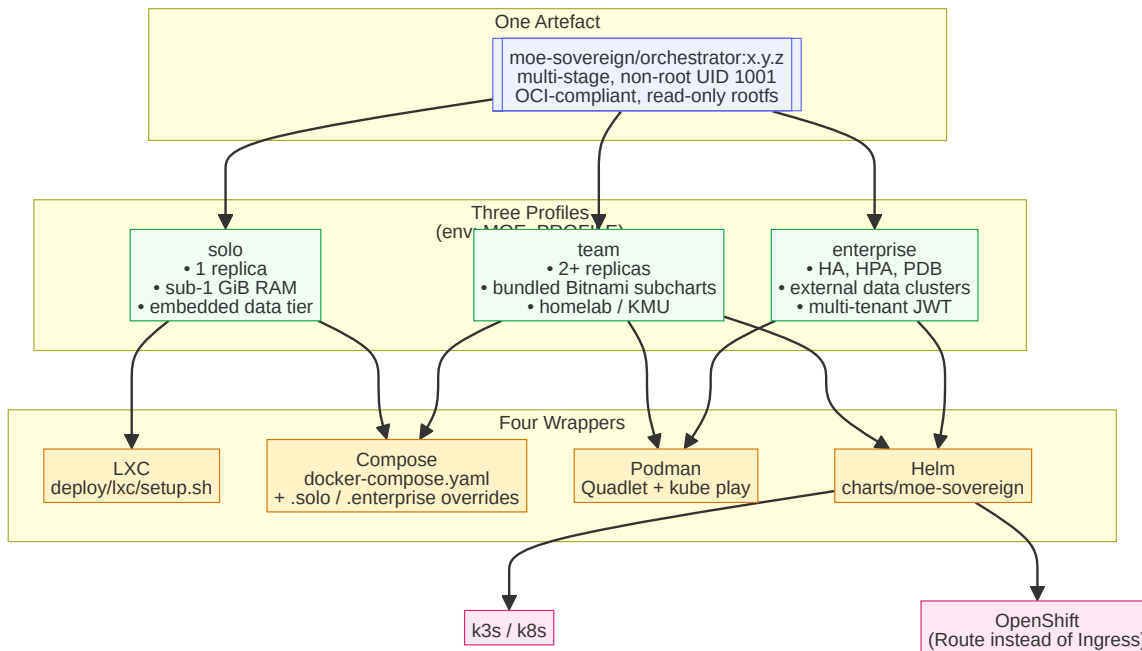 One Artefact
moe-sovereign/orchestrator:x.y.z
multi-stage, non-root UID 1001
OCI-compliant, read-only rootfs
Three Profiles
(env: MOE_PROFILE)
solo
• 1 replica
• sub-1 GiB RAM
• embedded data tier
team
• 2+ replicas
• bundled Bitnami subcharts
• homelab / KMU
enterprise
• HA, HPA, PDB
• external data clusters
• multi-tenant JWT
Four Wrappers
LXC
deploy/lxc/setup.sh
Compose
docker-compose.yaml
+ .solo / .enterprise overrides
Podman
Quadlet + kube play
Helm
charts/moe-sovereign
k3s / k8s
OpenShift
(Route instead of Ingress)